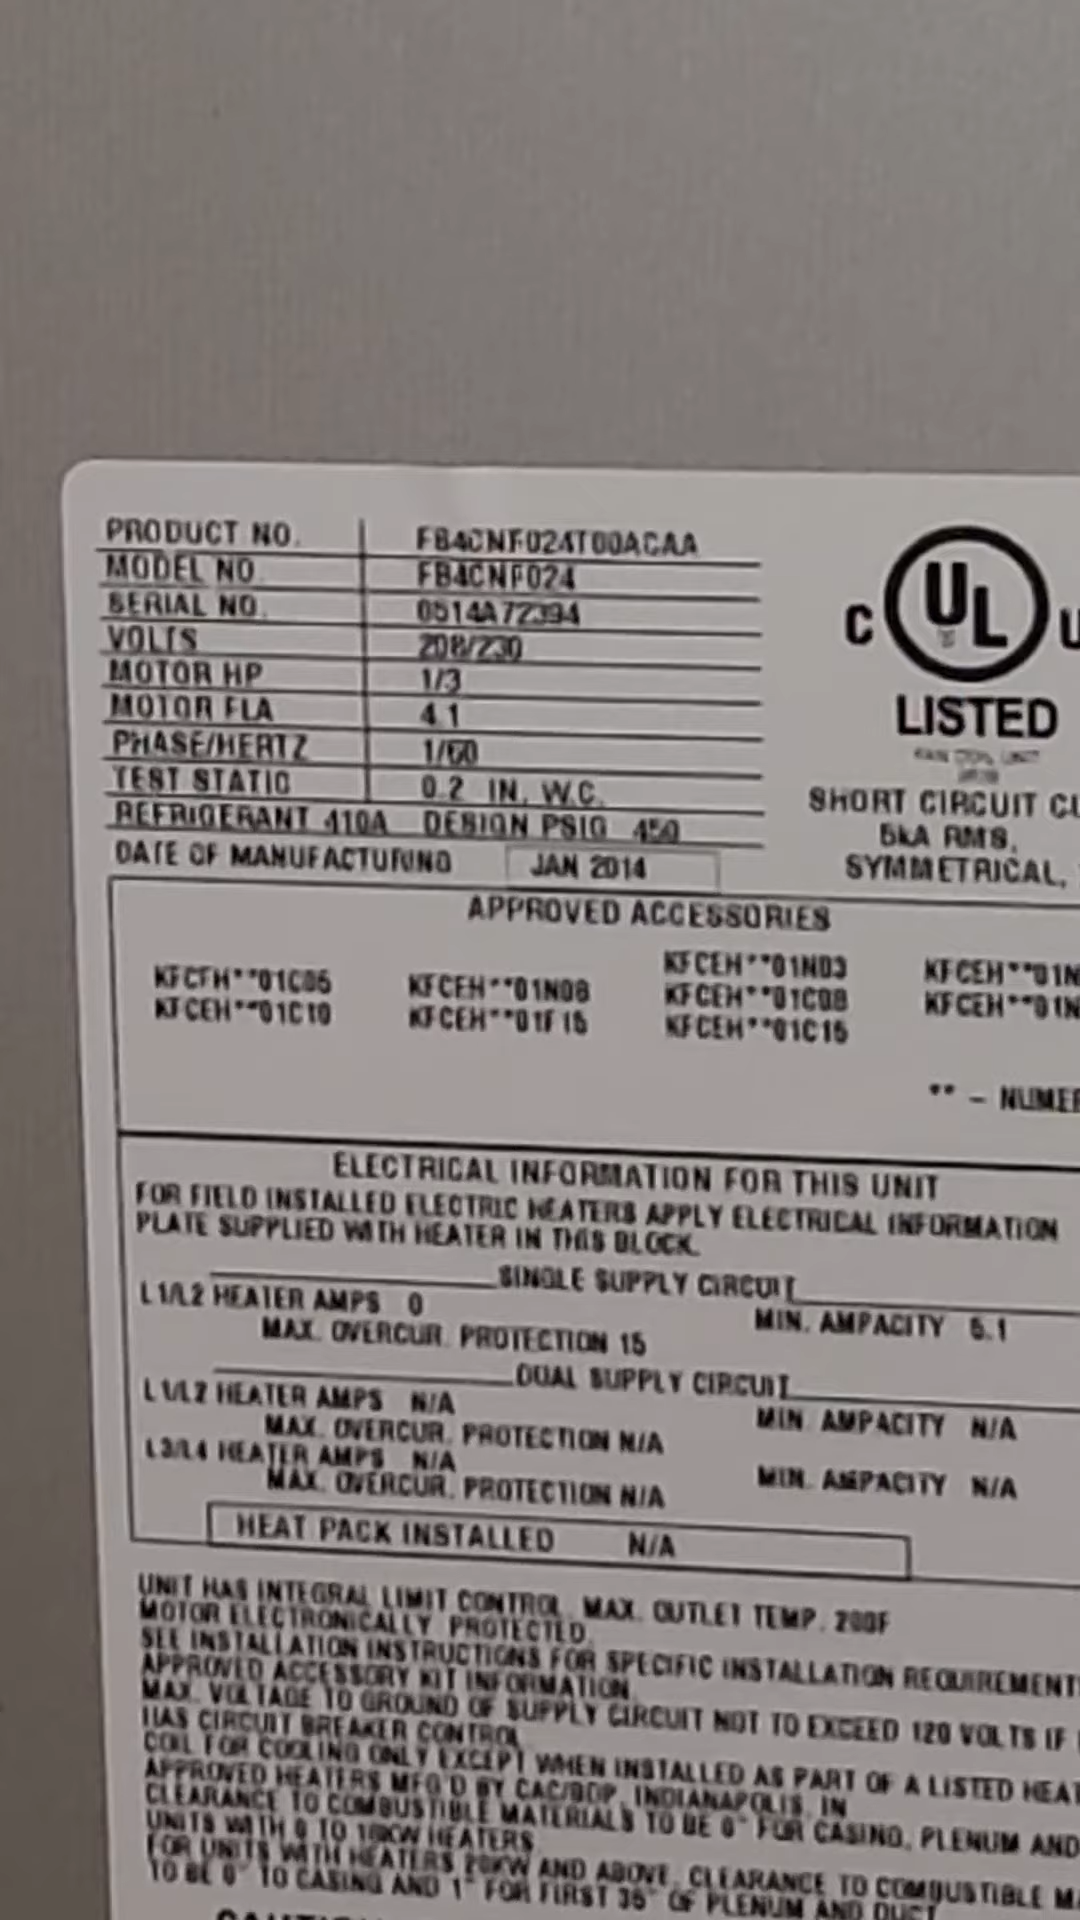 PRODUCT NO. FB4CNF024T00ACAA
MODEL NO FB4CNF024
SERIAL NO. 0514A72394
VOLTS 208/230
MOTOR HP 1/3
MOTOR FLA 4.1
PHASE/HERTZ 1/60
TEST STATIC 0.2 IN. W.C.
REFRIGERANT 410A DESIGN PSIG 450
DATE OF MANUFACTURING JAN 2014
C UL U
LISTED
SHORT CIRCUIT CU
5kA RMS,
SYMMETRICAL,
APPROVED ACCESSORIES
KFCEH**01C05 KFCEH**01N08 KFCEH**01N03 KFCEH**01N
KFCEH**01C10 KFCEH**01F15 KFCEH**01C08 KFCEH**01N
KFCEH**01C15
** - NUMER
ELECTRICAL INFORMATION FOR THIS UNIT
FOR FIELD INSTALLED ELECTRIC HEATERS APPLY ELECTRICAL INFORMATION
PLATE SUPPLIED WITH HEATER IN THIS BLOCK.
SINGLE SUPPLY CIRCUIT
L1/L2 HEATER AMPS 0 MIN. AMPACITY 5.1
MAX. OVERCUR. PROTECTION 15
DUAL SUPPLY CIRCUIT
L1/L2 HEATER AMPS N/A MIN. AMPACITY N/A
MAX. OVERCUR. PROTECTION N/A
L3/L4 HEATER AMPS N/A MIN. AMPACITY N/A
MAX. OVERCUR. PROTECTION N/A
HEAT PACK INSTALLED N/A
UNIT HAS INTEGRAL LIMIT CONTROL. MAX. OUTLET TEMP. 200F
MOTOR ELECTRONICALLY PROTECTED.
SEE INSTALLATION INSTRUCTIONS FOR SPECIFIC INSTALLATION REQUIREMENTS
APPROVED ACCESSORY KIT INFORMATION.
MAX. VOLTAGE TO GROUND OF SUPPLY CIRCUIT NOT TO EXCEED 120 VOLTS IF
HAS CIRCUIT BREAKER CONTROL.
COIL FOR COOLING ONLY EXCEPT WHEN INSTALLED AS PART OF A LISTED HEAT
APPROVED HEATERS MFG'D BY CAC/BDP, INDIANAPOLIS, IN
CLEARANCE TO COMBUSTIBLE MATERIALS TO BE 0" FOR CASING, PLENUM AND
UNITS WITH 0 TO 18KW HEATERS.
FOR UNITS WITH HEATERS 20KW AND ABOVE, CLEARANCE TO COMBUSTIBLE MA
TO BE 0" TO CASING AND 1" FOR FIRST 36" OF PLENUM AND DUCT.